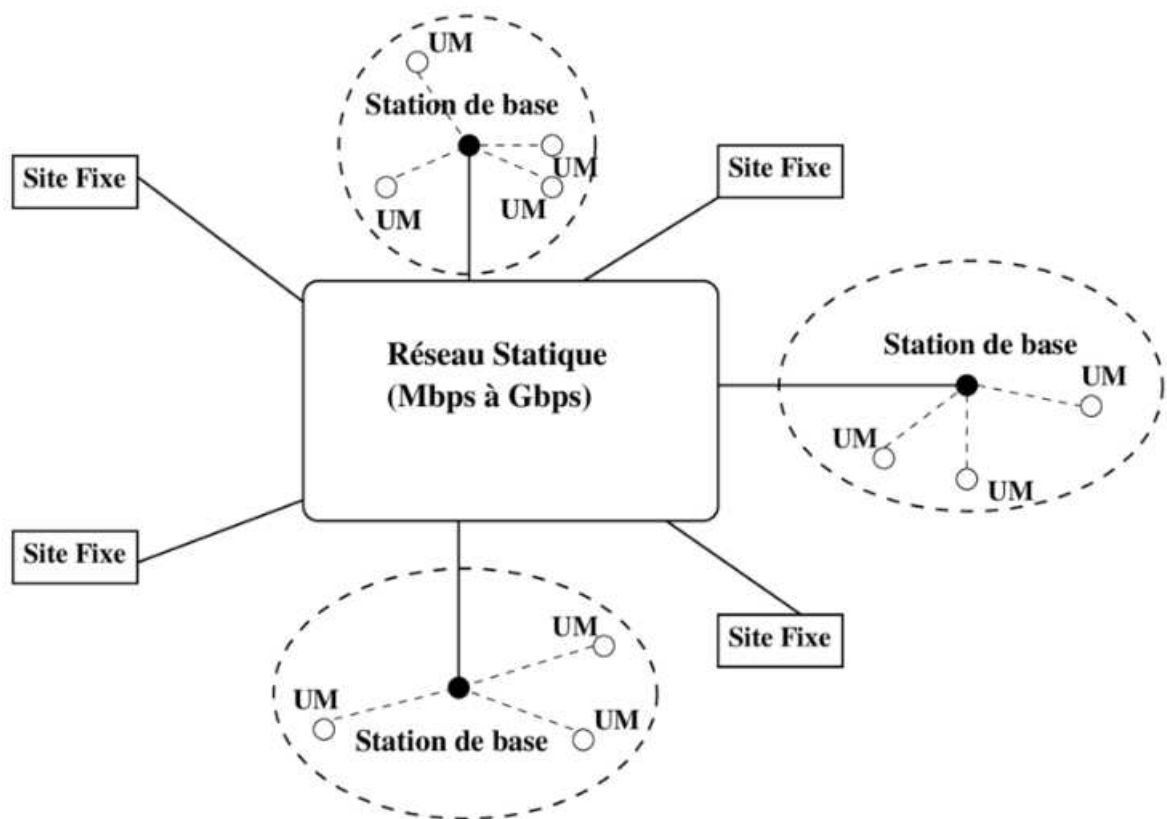 UM
Station de base
Site Fixe
Site Fixe
UM
UM
UM
Réseau Statique
(Mbps à Gbps)
Station de base
UM
UM
UM
Site Fixe
Site Fixe
UM
UM
UM
Station de base